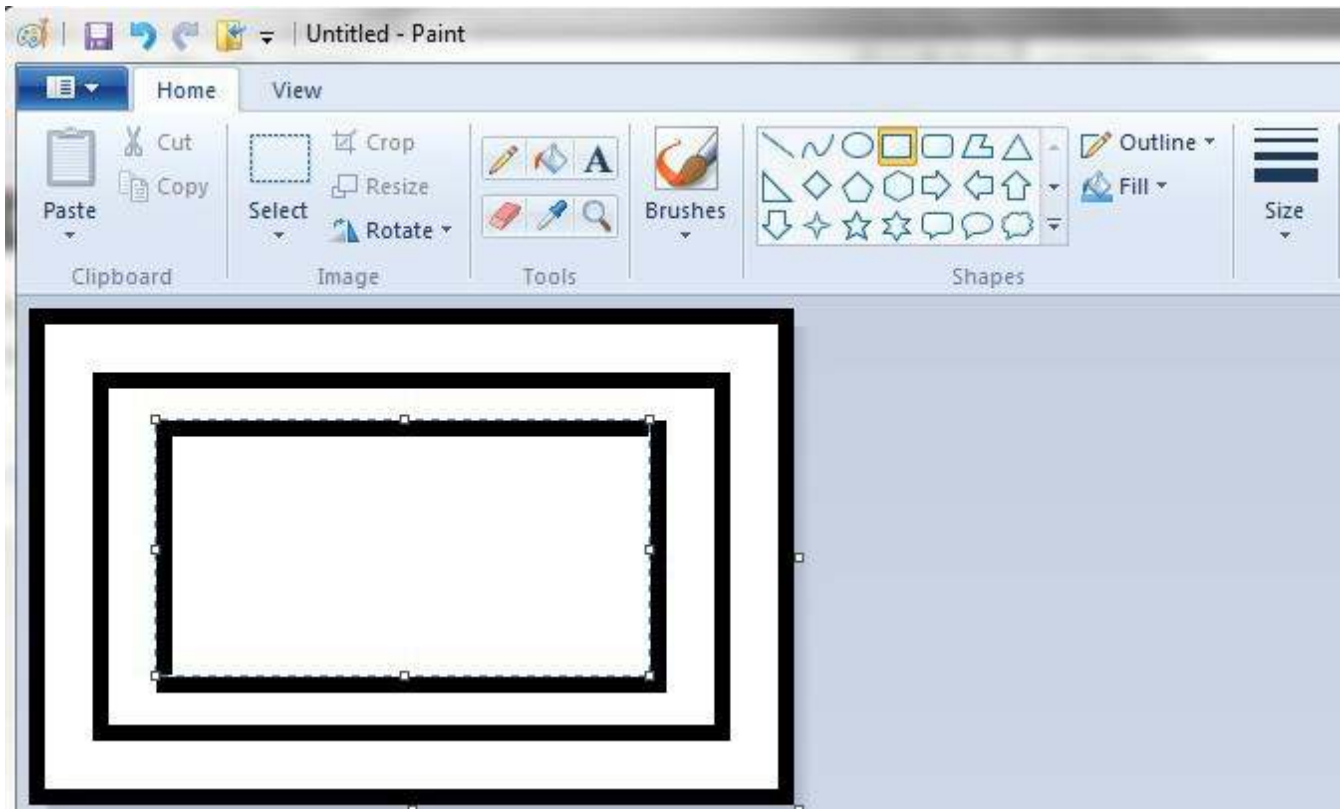 Untitled - Paint
Home View
Paste
Cut
Copy
Clipboard
Select
Crop
Resize
Rotate
Image
A
Tools
Brushes
Outline
Fill
Shapes
Size